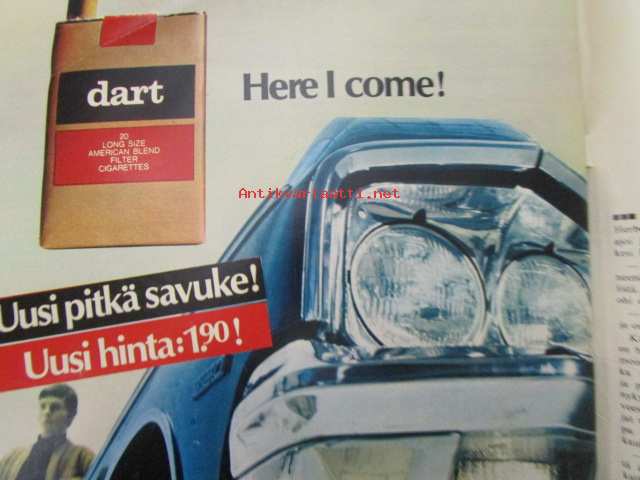 dart
20
LONG SIZE
AMERICAN BLEND
FILTER
CIGARETTES
Here I come!
Antikvariaatti.net
Uusi pitkä savuke!
Uusi hinta: 1.90!